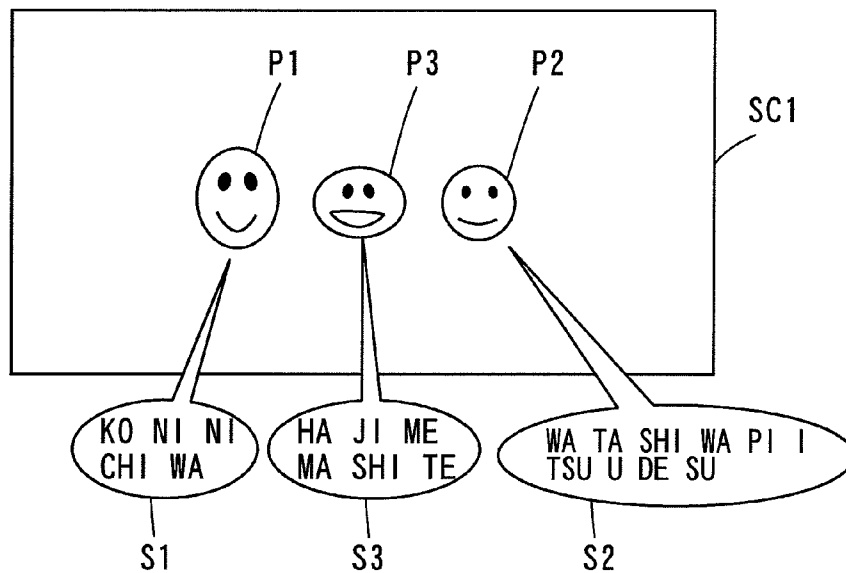 P1 P3 P2
SC1
KO NI NI
CHI WA
HA JI ME
MA SHI TE
WA TA SHI WA PI I
TSU U DE SU
S1 S3 S2